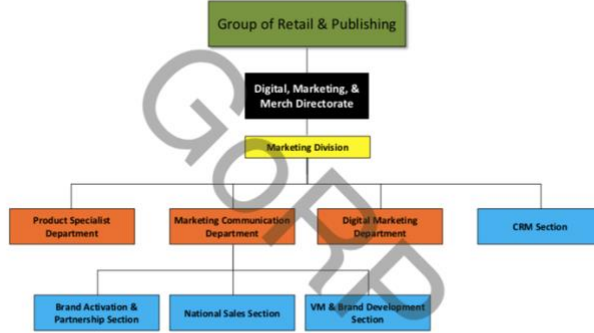 Group of Retail & Publishing
Digital, Marketing, &
Merch Directorate
Marketing Division
Product Specialist
Department
Marketing Communication
Department
Digital Marketing
Department
CRM Section
Brand Activation &
Partnership Section
National Sales Section
VM & Brand Development
Section
GoRP